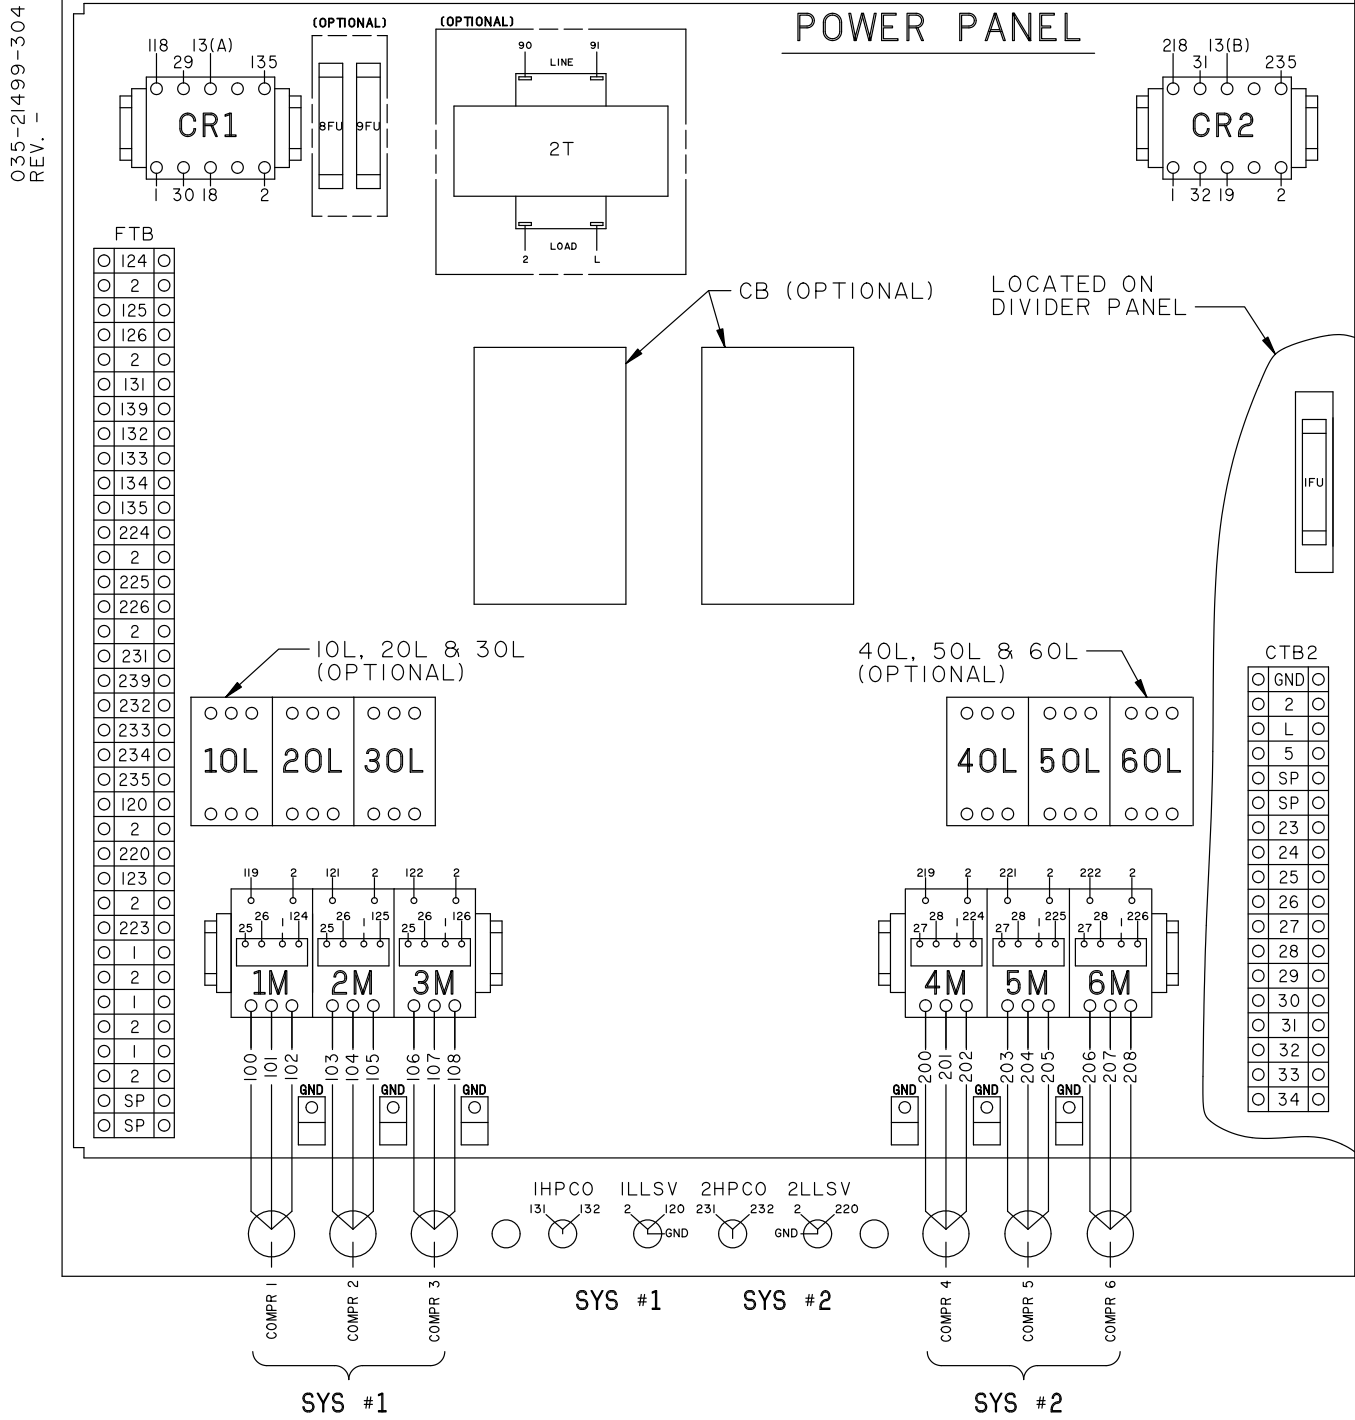 035-21499-304
REV. -
POWER PANEL
(OPTIONAL)
(OPTIONAL)
118 13(A)
29 135
CR1
1 30 18 2
8FU 9FU
90 91
LINE
2T
LOAD
2 L
218 13(B)
31 235
CR2
1 32 19 2
FTB
124
2
125
126
2
131
139
132
133
134
135
224
2
225
226
2
231
239
232
233
234
235
120
2
220
123
2
223
1
2
1
2
1
2
SP
SP
CB (OPTIONAL)
LOCATED ON
DIVIDER PANEL
1FU
1OL, 2OL & 3OL
(OPTIONAL)
4OL, 5OL & 6OL
(OPTIONAL)
1OL 2OL 3OL
4OL 5OL 6OL
CTB2
GND
2
L
5
SP
SP
23
24
25
26
27
28
29
30
31
32
33
34
119 2 121 2 122 2
25 26 1 124 25 26 1 125 25 26 1 126
1M 2M 3M
100 101 102 103 104 105 106 107 108
GND GND GND
219 2 221 2 222 2
27 28 1 224 27 28 1 225 27 28 1 226
4M 5M 6M
200 201 202 203 204 205 206 207 208
GND GND GND
1HPCO 1LLSV 2HPCO 2LLSV
131 132 2 120 231 232 2 220
GND GND
COMPR 1 COMPR 2 COMPR 3
SYS #1 SYS #2
COMPR 4 COMPR 5 COMPR 6
SYS #1 SYS #2